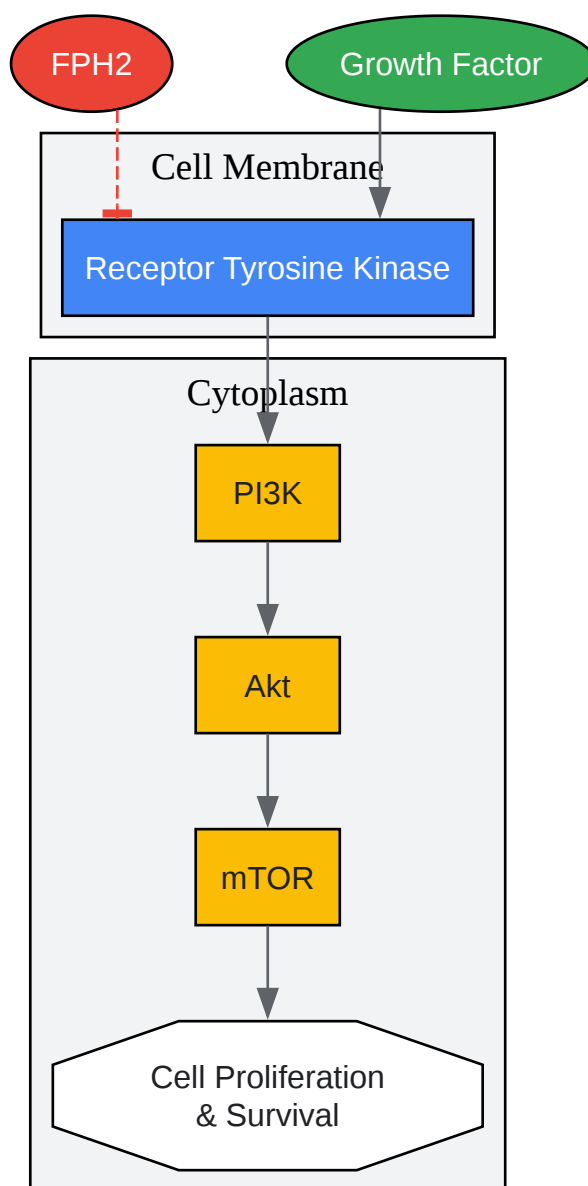 FPH2
Growth Factor
Cell Membrane
Receptor Tyrosine Kinase
Cytoplasm
PI3K
Akt
mTOR
Cell Proliferation
& Survival